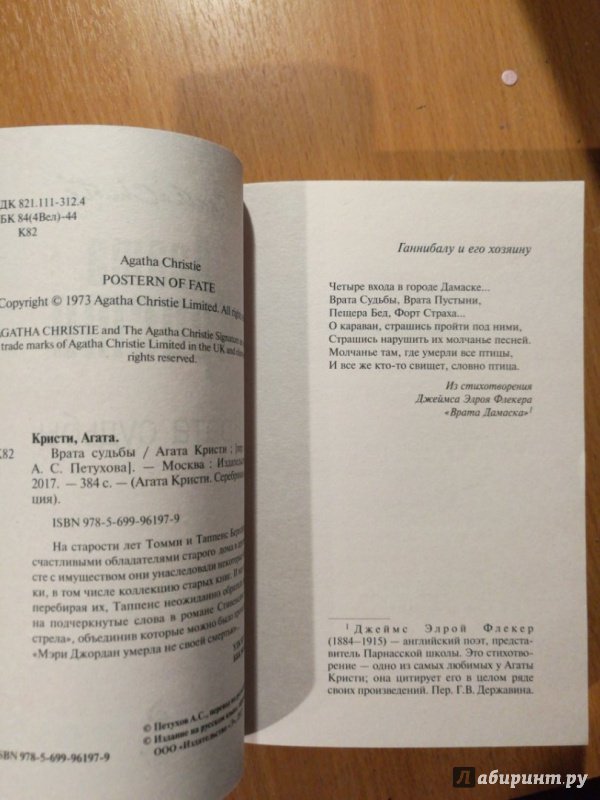 ДК 821.111-312.4
БК 84(4Вел)-44
К82
Agatha Christie
POSTERN OF FATE
Copyright © 1973 Agatha Christie Limited. All
AGATHA CHRISTIE and The Agatha Christie Signature
trade marks of Agatha Christie Limited in the UK and
rights reserved.
Кристи, Агата.
К82
Врата судьбы / Агата Кристи ;
А. С. Петухова]. — Москва :
2017. — 384 с. — (Агата Кристи.
ция).
ISBN 978-5-699-96197-9
На старости лет Томми и Таппенс
счастливыми обладателями старого дома
сте с имуществом они унаследовали
ки, в том числе коллекцию старых книг. И
перебирая их, Таппенс неожиданно
на подчеркнутые слова в романе
стрела», объединив которые можно было
«Мэри Джордан умерла не своей смертью».
© Петухов А.С.,
© Издание на русском
ООО «Издательство
ISBN 978-5-699-96197-9
Ганнибалу и его хозяину
Четыре входа в городе Дамаске...
Врата Судьбы, Врата Пустыни,
Пещера Бед, Форт Страха...
О караван, страшись пройти под ними,
Страшись нарушить их молчанье песней.
Молчанье там, где умерли все птицы,
И все же кто-то свищет, словно птица.
Из стихотворения
Джеймса Элроя Флекера
«Врата Дамаска»¹
¹ Джеймс Элрой Флекер
(1884–1915) — английский поэт, предста-
витель Парнасской школы. Это стихотво-
рение — одно из самых любимых у Агаты
Кристи; она цитирует его в целом ряде
своих произведений. Пер. Г.В. Державина.
Лабиринт.ру